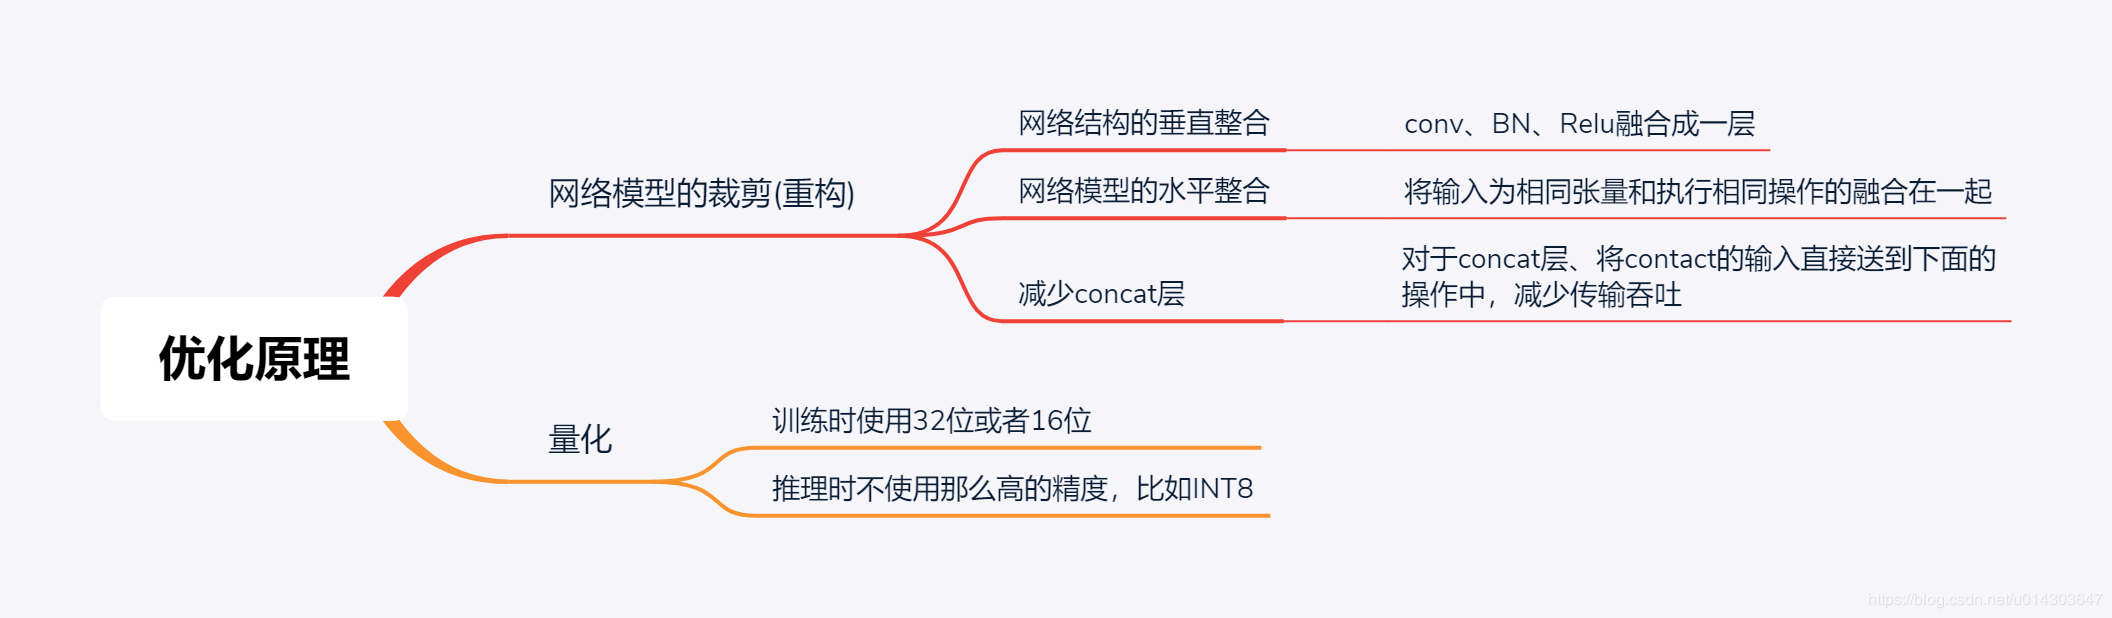 优化原理
网络模型的裁剪(重构)
网络结构的垂直整合
conv、BN、Relu融合成一层
网络模型的水平整合
将输入为相同张量和执行相同操作的融合在一起
减少concat层
对于concat层、将contact的输入直接送到下面的
操作中，减少传输吞吐
量化
训练时使用32位或者16位
推理时不使用那么高的精度，比如INT8
https://blog.csdn.net/u014303647